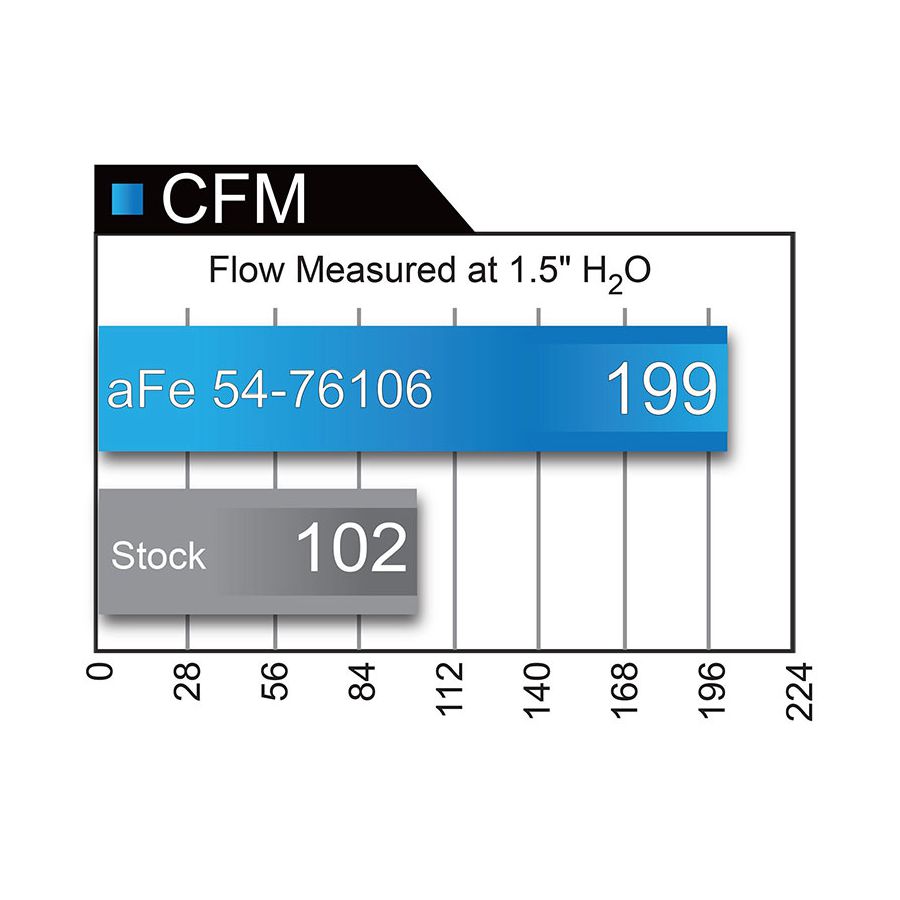 CFM
Flow Measured at 1.5" H₂O
aFe 54-76106 199
Stock 102
0 28 56 84 112 140 168 196 224